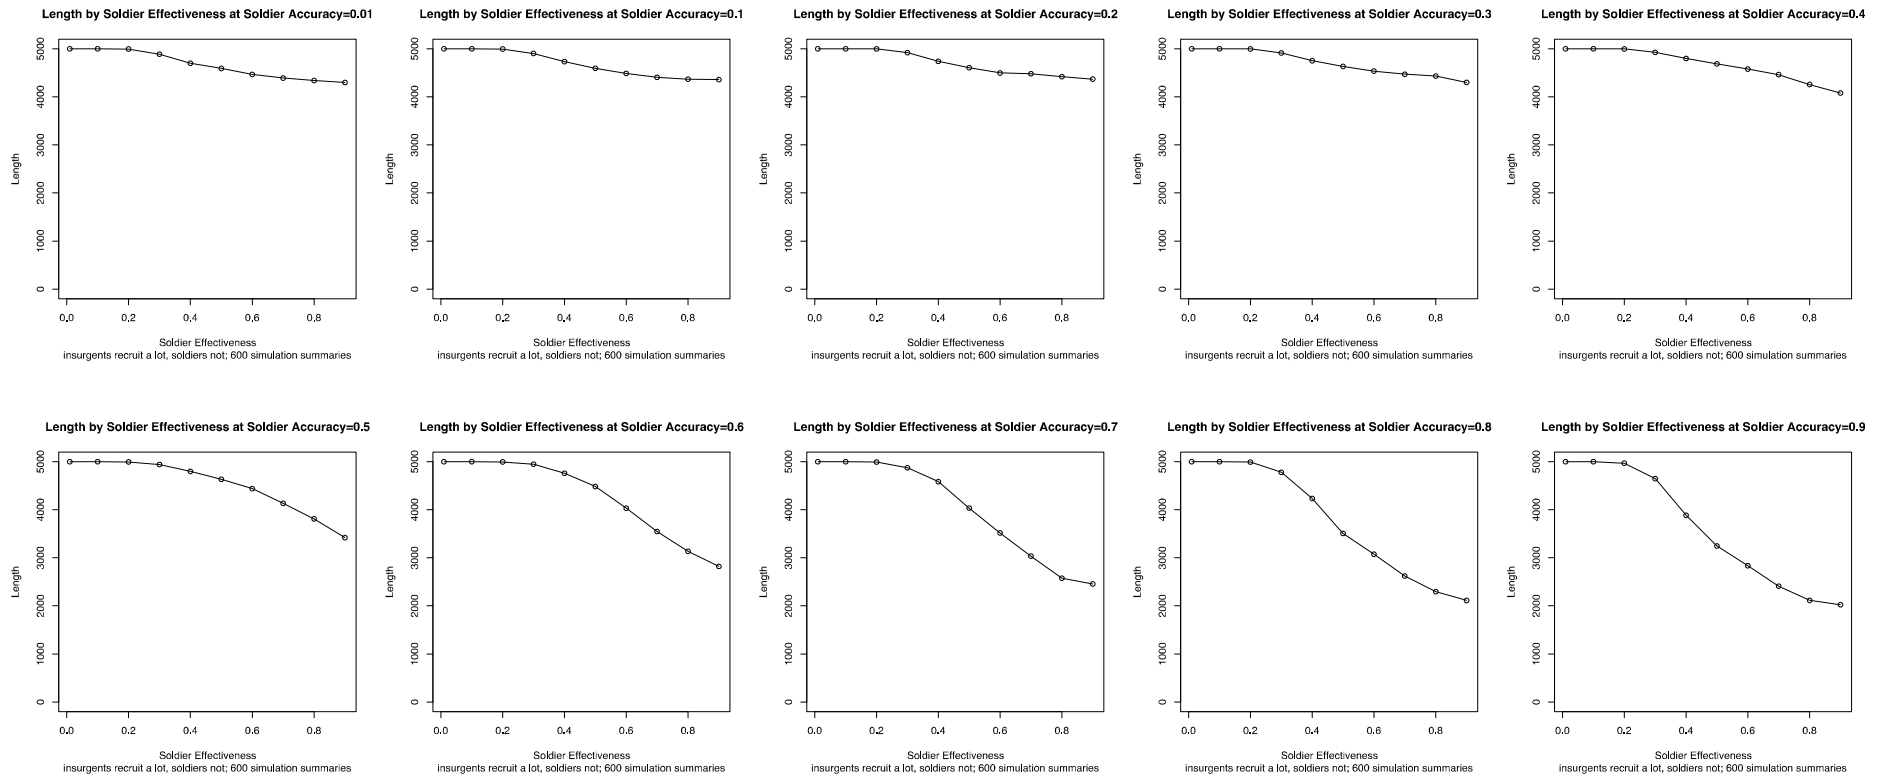 Length by Soldier Effectiveness at Soldier Accuracy=0.01
Length
5000
4000
3000
2000
1000
0
0.0 0.2 0.4 0.6 0.8
Soldier Effectiveness
insurgents recruit a lot, soldiers not; 600 simulation summaries
Length by Soldier Effectiveness at Soldier Accuracy=0.1
Length
5000
4000
3000
2000
1000
0
0.0 0.2 0.4 0.6 0.8
Soldier Effectiveness
insurgents recruit a lot, soldiers not; 600 simulation summaries
Length by Soldier Effectiveness at Soldier Accuracy=0.2
Length
5000
4000
3000
2000
1000
0
0.0 0.2 0.4 0.6 0.8
Soldier Effectiveness
insurgents recruit a lot, soldiers not; 600 simulation summaries
Length by Soldier Effectiveness at Soldier Accuracy=0.3
Length
5000
4000
3000
2000
1000
0
0.0 0.2 0.4 0.6 0.8
Soldier Effectiveness
insurgents recruit a lot, soldiers not; 600 simulation summaries
Length by Soldier Effectiveness at Soldier Accuracy=0.4
Length
5000
4000
3000
2000
1000
0
0.0 0.2 0.4 0.6 0.8
Soldier Effectiveness
insurgents recruit a lot, soldiers not; 600 simulation summaries
Length by Soldier Effectiveness at Soldier Accuracy=0.5
Length
5000
4000
3000
2000
1000
0
0.0 0.2 0.4 0.6 0.8
Soldier Effectiveness
insurgents recruit a lot, soldiers not; 600 simulation summaries
Length by Soldier Effectiveness at Soldier Accuracy=0.6
Length
5000
4000
3000
2000
1000
0
0.0 0.2 0.4 0.6 0.8
Soldier Effectiveness
insurgents recruit a lot, soldiers not; 600 simulation summaries
Length by Soldier Effectiveness at Soldier Accuracy=0.7
Length
5000
4000
3000
2000
1000
0
0.0 0.2 0.4 0.6 0.8
Soldier Effectiveness
insurgents recruit a lot, soldiers not; 600 simulation summaries
Length by Soldier Effectiveness at Soldier Accuracy=0.8
Length
5000
4000
3000
2000
1000
0
0.0 0.2 0.4 0.6 0.8
Soldier Effectiveness
insurgents recruit a lot, soldiers not; 600 simulation summaries
Length by Soldier Effectiveness at Soldier Accuracy=0.9
Length
5000
4000
3000
2000
1000
0
0.0 0.2 0.4 0.6 0.8
Soldier Effectiveness
insurgents recruit a lot, soldiers not; 600 simulation summaries